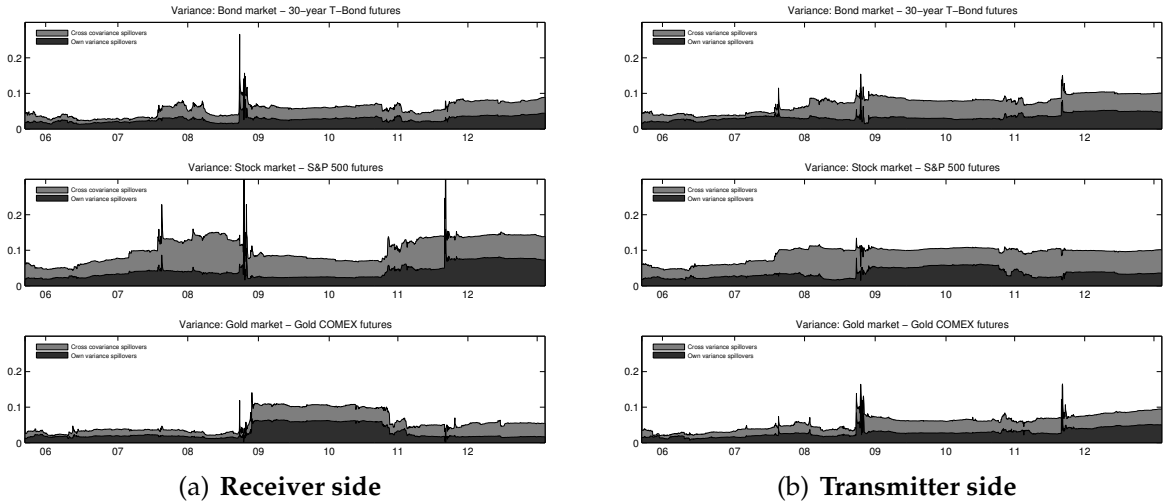 Variance: Bond market − 30−year T−Bond futures
Cross covariance spillovers
Own variance spillovers
0.2
0.1
0
06 07 08 09 10 11 12
Variance: Stock market − S&P 500 futures
Cross covariance spillovers
Own variance spillovers
0.2
0.1
0
06 07 08 09 10 11 12
Variance: Gold market − Gold COMEX futures
Cross covariance spillovers
Own variance spillovers
0.2
0.1
0
06 07 08 09 10 11 12
(a) Receiver side
Variance: Bond market − 30−year T−Bond futures
Cross variance spillovers
Own variance spillovers
0.2
0.1
0
06 07 08 09 10 11 12
Variance: Stock market − S&P 500 futures
Cross variance spillovers
Own variance spillovers
0.2
0.1
0
06 07 08 09 10 11 12
Variance: Gold market − Gold COMEX futures
Cross variance spillovers
Own variance spillovers
0.2
0.1
0
06 07 08 09 10 11 12
(b) Transmitter side